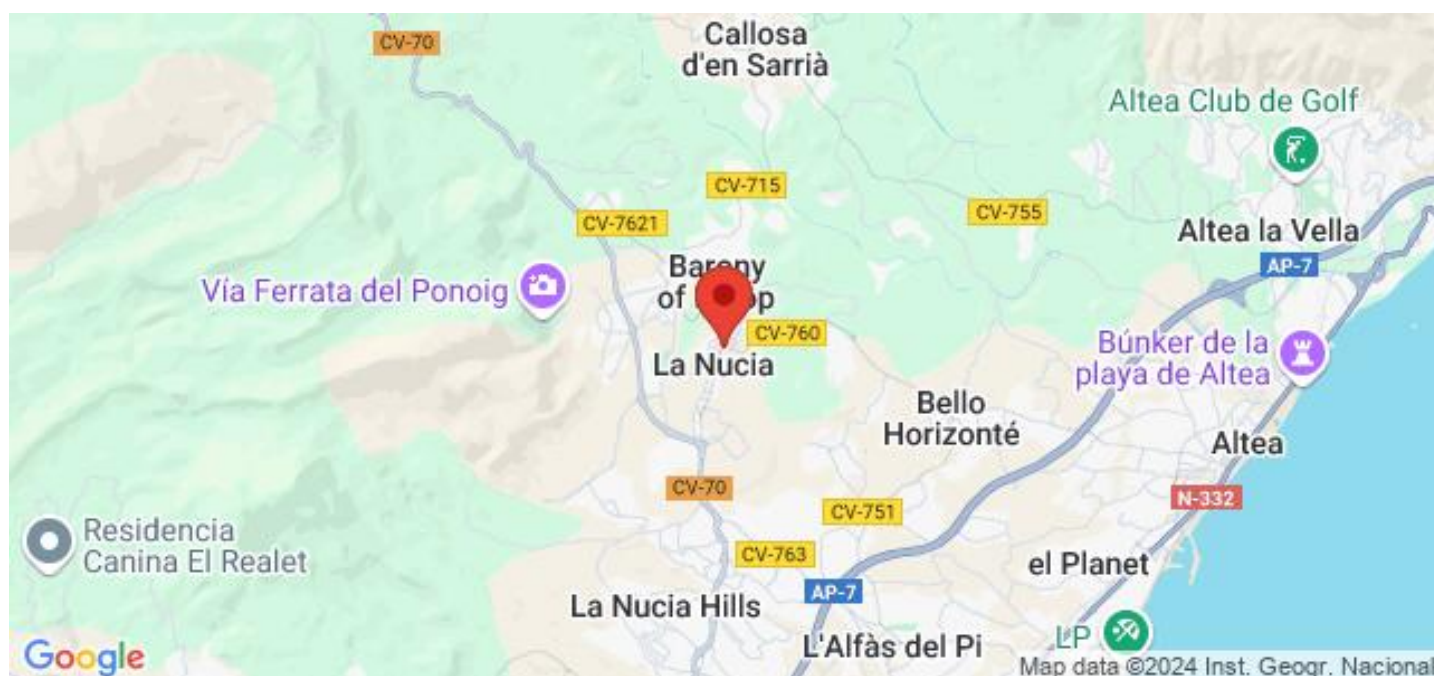 CV-70
Callosa
d'en Sarrià
Altea Club de Golf
CV-715
CV-7621
CV-755
Altea la Vella
AP-7
Vía Ferrata del Ponoig
Barony
of
CV-760
La Nucia
Búnker de la
playa de Altea
Bello
Horizonté
Altea
CV-70
N-332
CV-751
Residencia
Canina El Realet
CV-763
el Planet
AP-7
La Nucia Hills
L'Alfàs del Pi
LP
Google
Map data ©2024 Inst. Geogr. Nacional